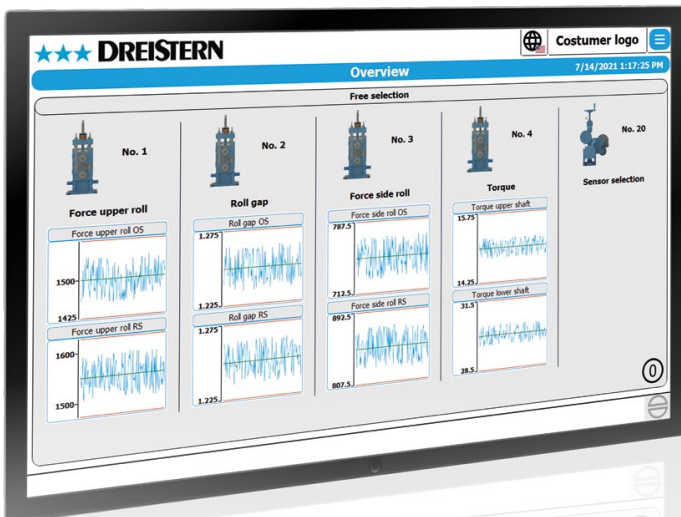 ★★★ DREISTERN
Costumer logo
Overview
7/14/2021 1:17:25 PM
Free selection
No. 1
No. 2
No. 3
No. 4
No. 20
Force upper roll
Roll gap
Force side roll
Torque
Sensor selection
Force upper roll OS
1500
1425
Roll gap OS
1.275
1.225
Force side roll OS
787.5
712.5
Torque upper shaft
15.75
14.25
Force upper roll RS
1600
1500
Roll gap RS
1.275
1.225
Force side roll RS
892.5
807.5
Torque lower shaft
31.5
28.5
0